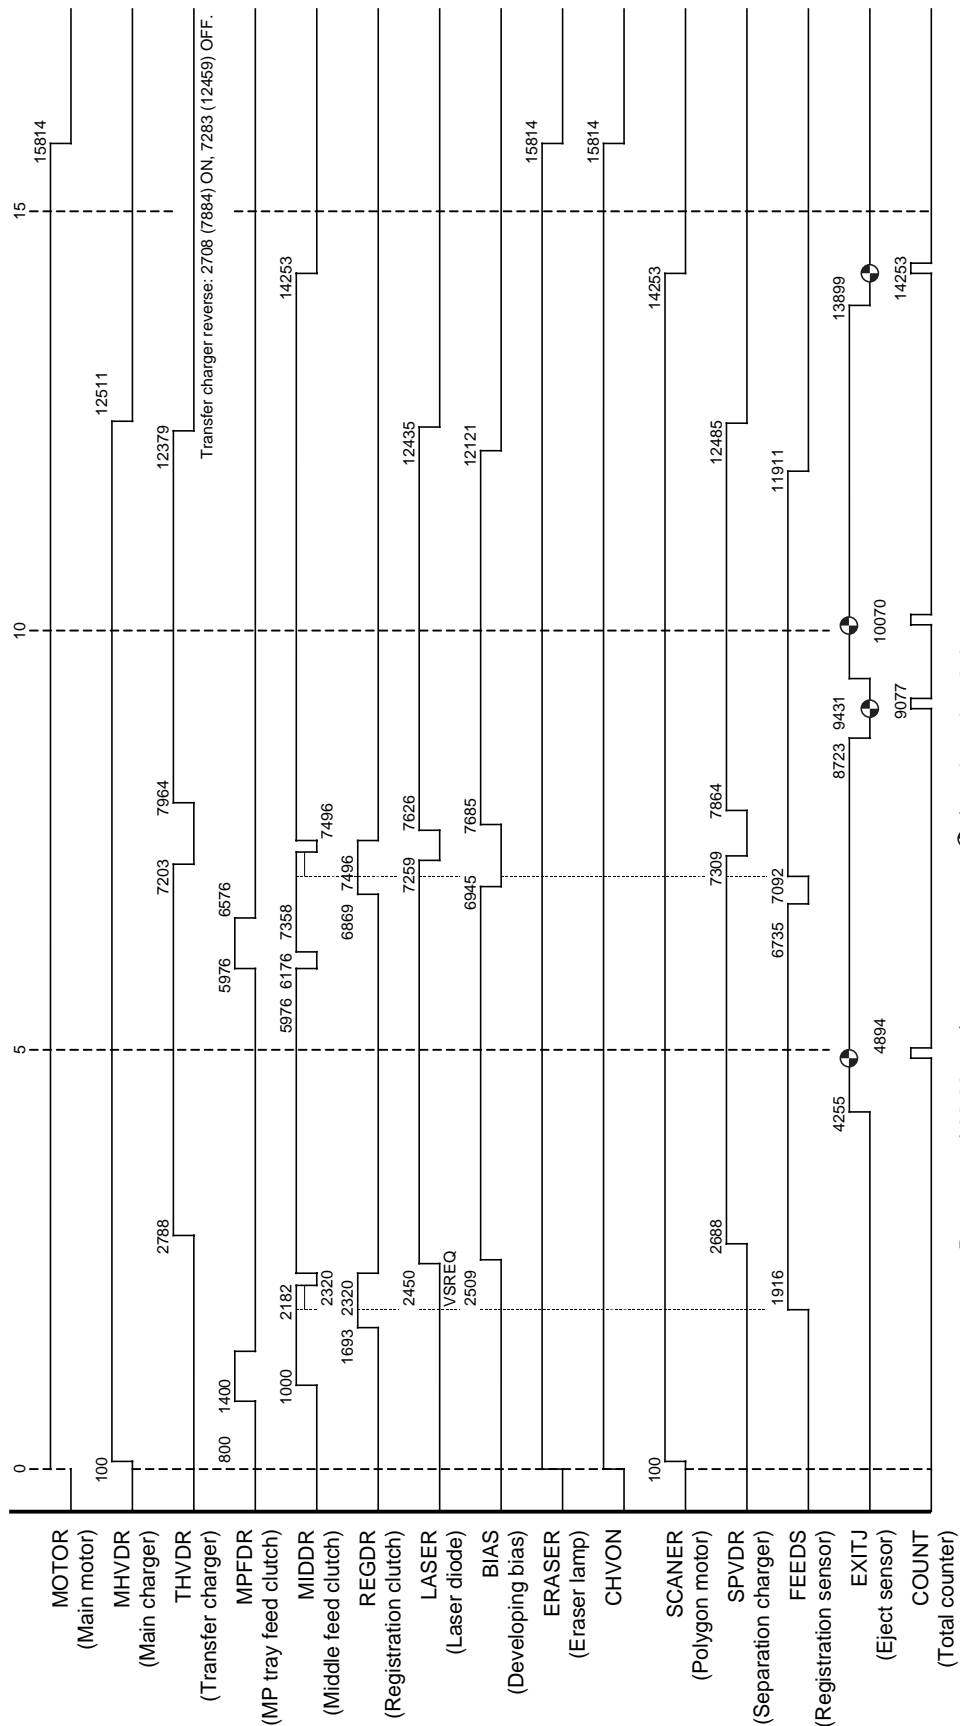 0
5
10
15
MOTOR
(Main motor)
15814
MHVDR
(Main charger)
100
12511
THVDR
(Transfer charger)
2788
7203
7964
12379
Transfer charger reverse: 2708 (7884) ON, 7283 (12459) OFF.
MPFDR
(MP tray feed clutch)
800
1400
5976
6576
MIDDR
(Middle feed clutch)
1000
2182
2320
5976
6176
7358
7496
14253
REGDR
(Registration clutch)
1693
2320
6869
7496
LASER
(Laser diode)
2450
7259
7626
12435
VSREQ
BIAS
(Developing bias)
2509
6945
7685
12121
ERASER
(Eraser lamp)
15814
CHVON
15814
SCANER
(Polygon motor)
100
14253
SPVDR
(Separation charger)
2688
7309
7864
12485
FEEDS
(Registration sensor)
1916
6735
7092
11911
EXITJ
(Eject sensor)
4255
8723
9431
13899
COUNT
(Total counter)
4894
9077
10070
14253